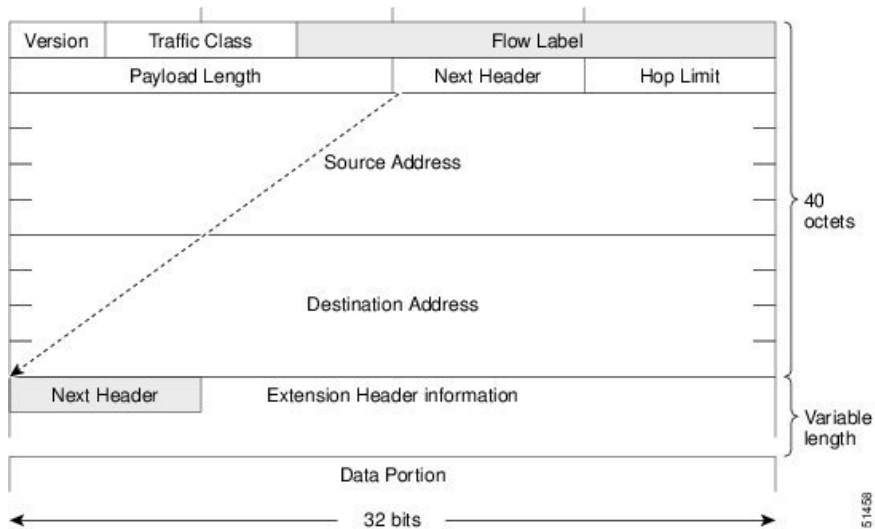 Version Traffic Class Flow Label
Payload Length Next Header Hop Limit
Source Address
40
octets
Destination Address
Next Header Extension Header information
Variable
length
Data Portion
32 bits
51458